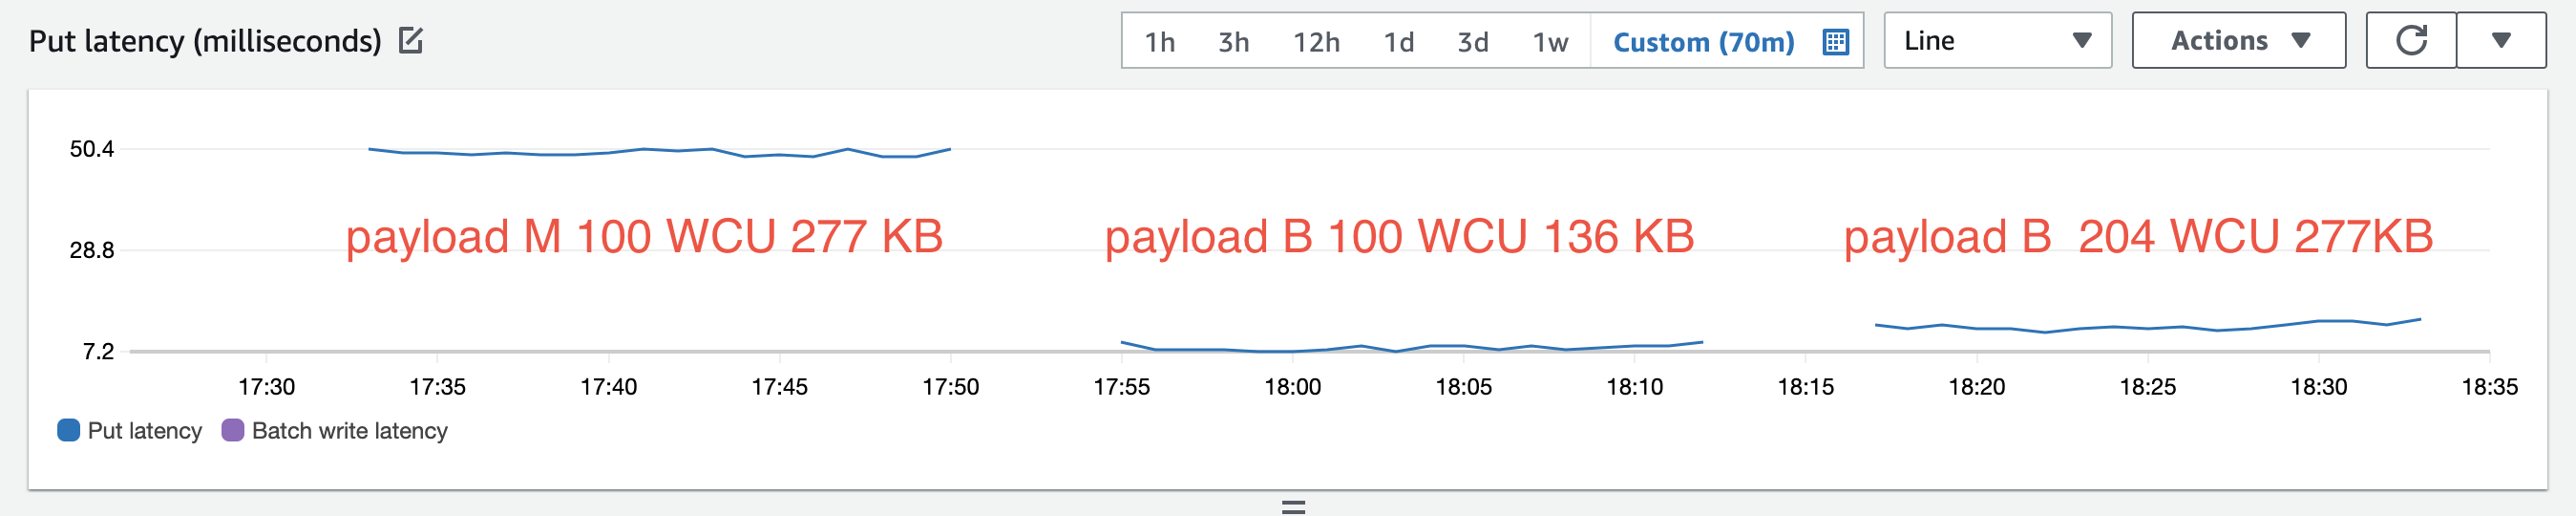 Put latency (milliseconds) 1h 3h 12h 1d 3d 1w Custom (70m) Line Actions
50.4
payload M 100 WCU 277 KB payload B 100 WCU 136 KB payload B  204 WCU 277KB
28.8
7.2
17:30 17:35 17:40 17:45 17:50 17:55 18:00 18:05 18:10 18:15 18:20 18:25 18:30 18:35
Put latency Batch write latency